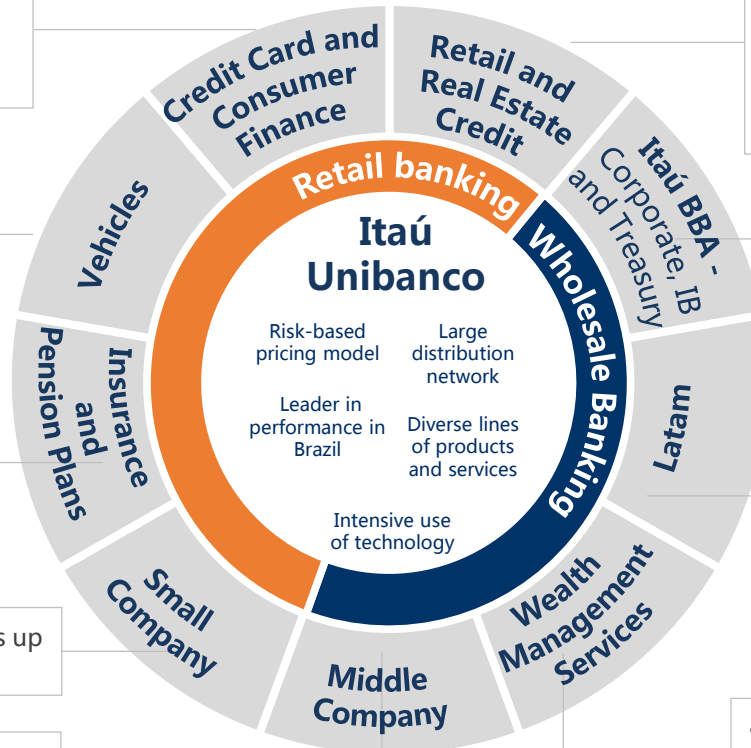 Credit Card and
Consumer
Finance
Retail and
Real Estate
Credit
Itaú BBA -
Corporate, IB
and Treasury
Latam
Wealth
Management
Services
Middle
Company
Small
Company
Insurance
and
Pension Plans
Vehicles
Retail banking
Wholesale Banking
Itaú
Unibanco
Risk-based
pricing model
Large
distribution
network
Leader in
performance in
Brazil
Diverse lines
of products
and services
Intensive use
of technology
s up